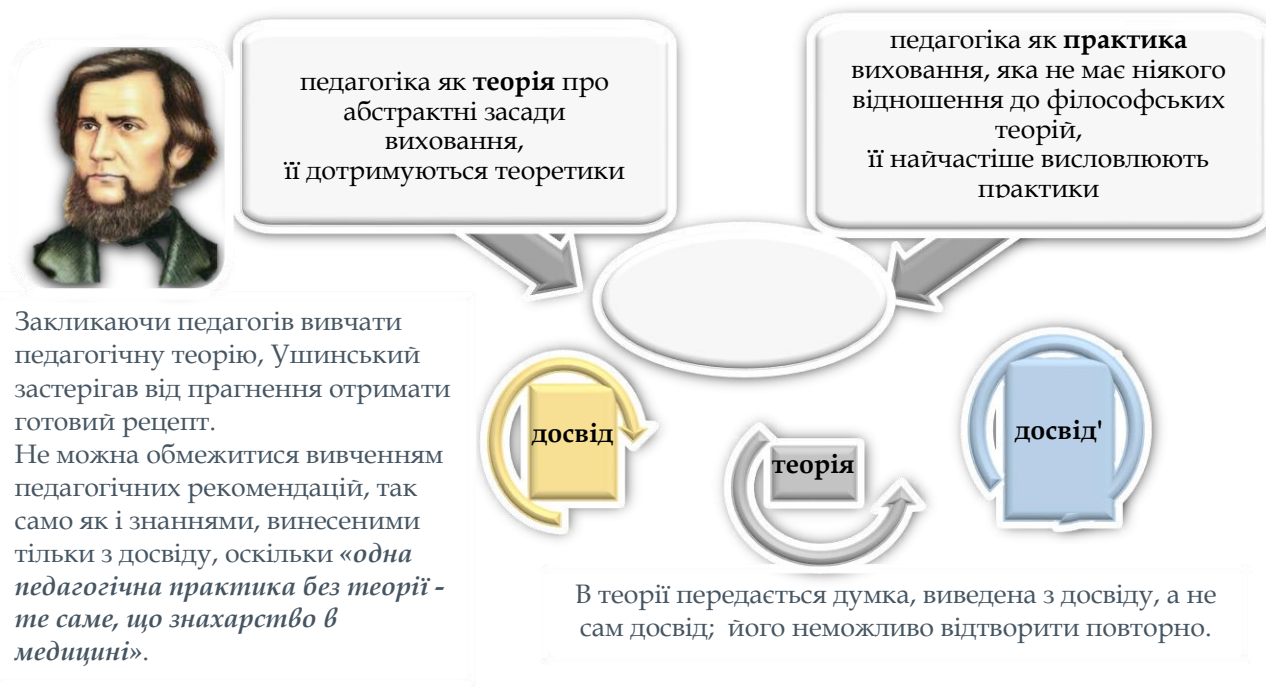 педагогіка як теорія про
абстрактні засади
виховання,
її дотримуються теоретики
педагогіка як практика
виховання, яка не має ніякого
відношення до філософських
теорій,
її найчастіше висловлюють
практики
Закликаючи педагогів вивчати
педагогічну теорію, Ушинський
застерігав від прагнення отримати
готовий рецепт.
Не можна обмежитися вивченням
педагогічних рекомендацій, так
само як і знаннями, винесеними
тільки з досвіду, оскільки «одна
педагогічна практика без теорії -
те саме, що знахарство в
медицині».
досвід
теорія
досвід'
В теорії передається думка, виведена з досвіду, а не
сам досвід; його неможливо відтворити повторно.